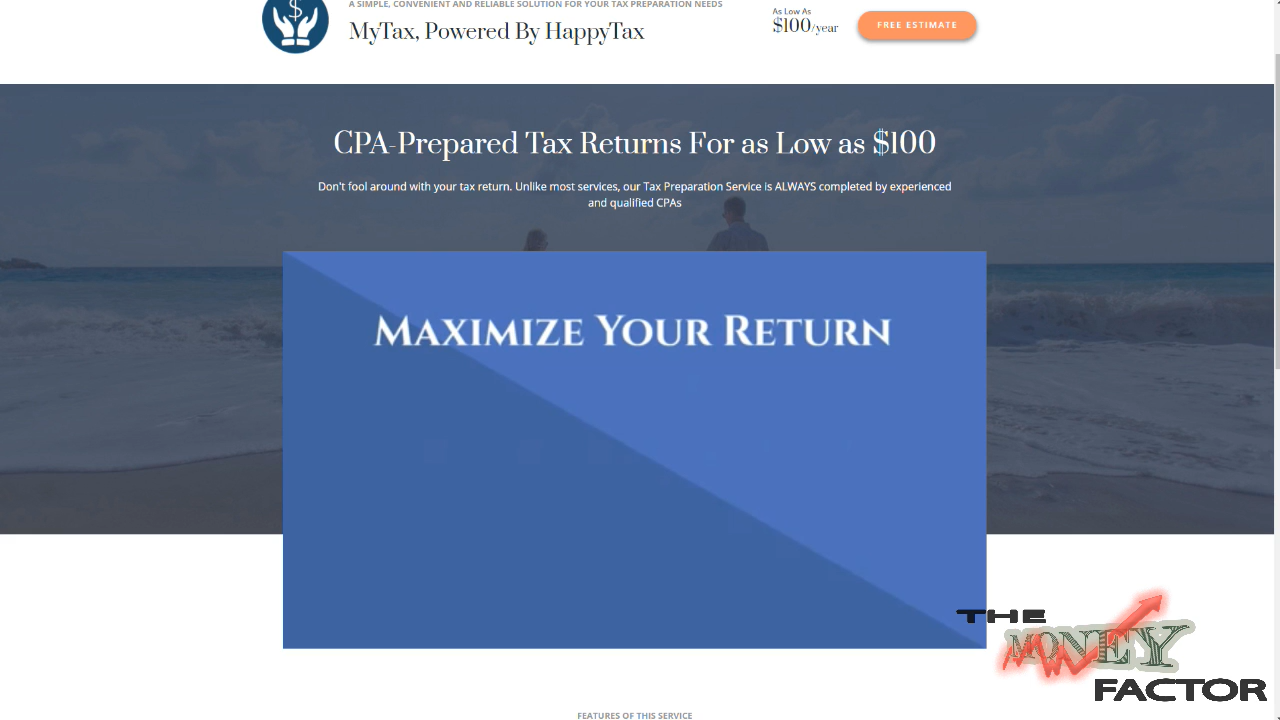 A SIMPLE, CONVENIENT AND RELIABLE SOLUTION FOR YOUR TAX PREPARATION NEEDS
MyTax, Powered By HappyTax
As Low As
$100/year
FREE ESTIMATE
CPA-Prepared Tax Returns For as Low as $100
Don't fool around with your tax return. Unlike most services, our Tax Preparation Service is ALWAYS completed by experienced
and qualified CPAs
MAXIMIZE YOUR RETURN
THE
MONEY
FACTOR
FEATURES OF THIS SERVICE